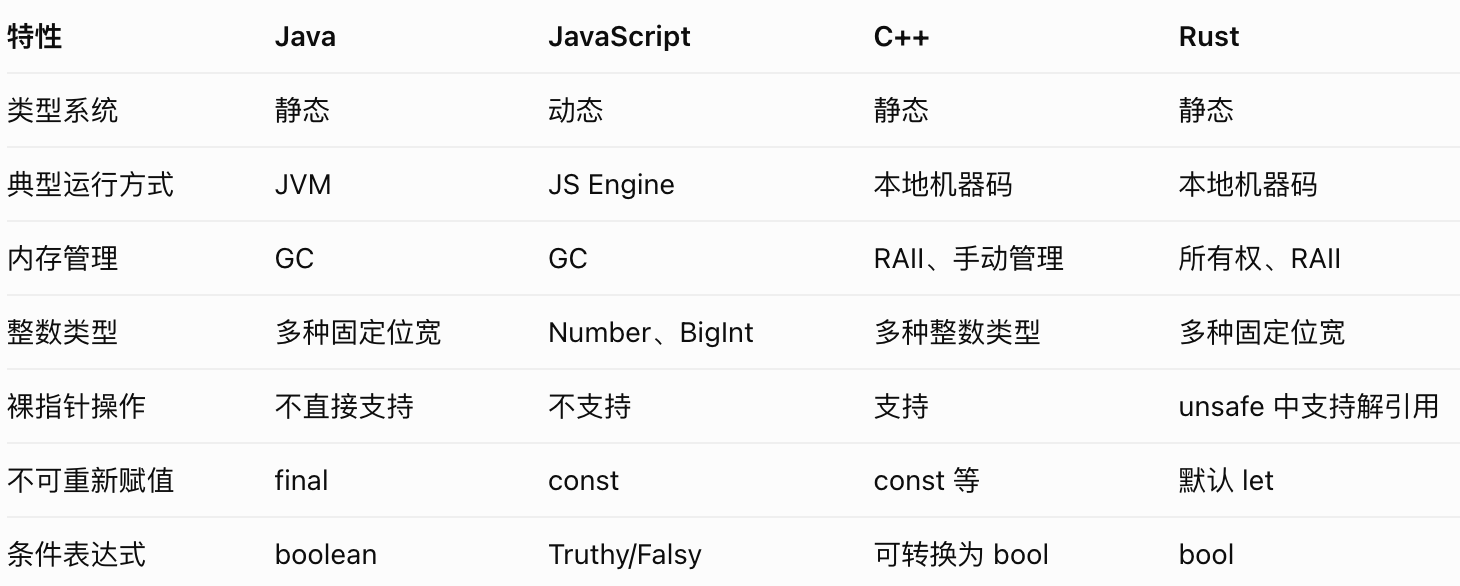 特性 Java JavaScript C++ Rust
类型系统 静态 动态 静态 静态
典型运行方式 JVM JS Engine 本地机器码 本地机器码
内存管理 GC GC RAII、手动管理 所有权、RAII
整数类型 多种固定位宽 Number、BigInt 多种整数类型 多种固定位宽
裸指针操作 不直接支持 不支持 支持 unsafe 中支持解引用
不可重新赋值 final const const 等 默认 let
条件表达式 boolean Truthy/Falsy 可转换为 bool bool